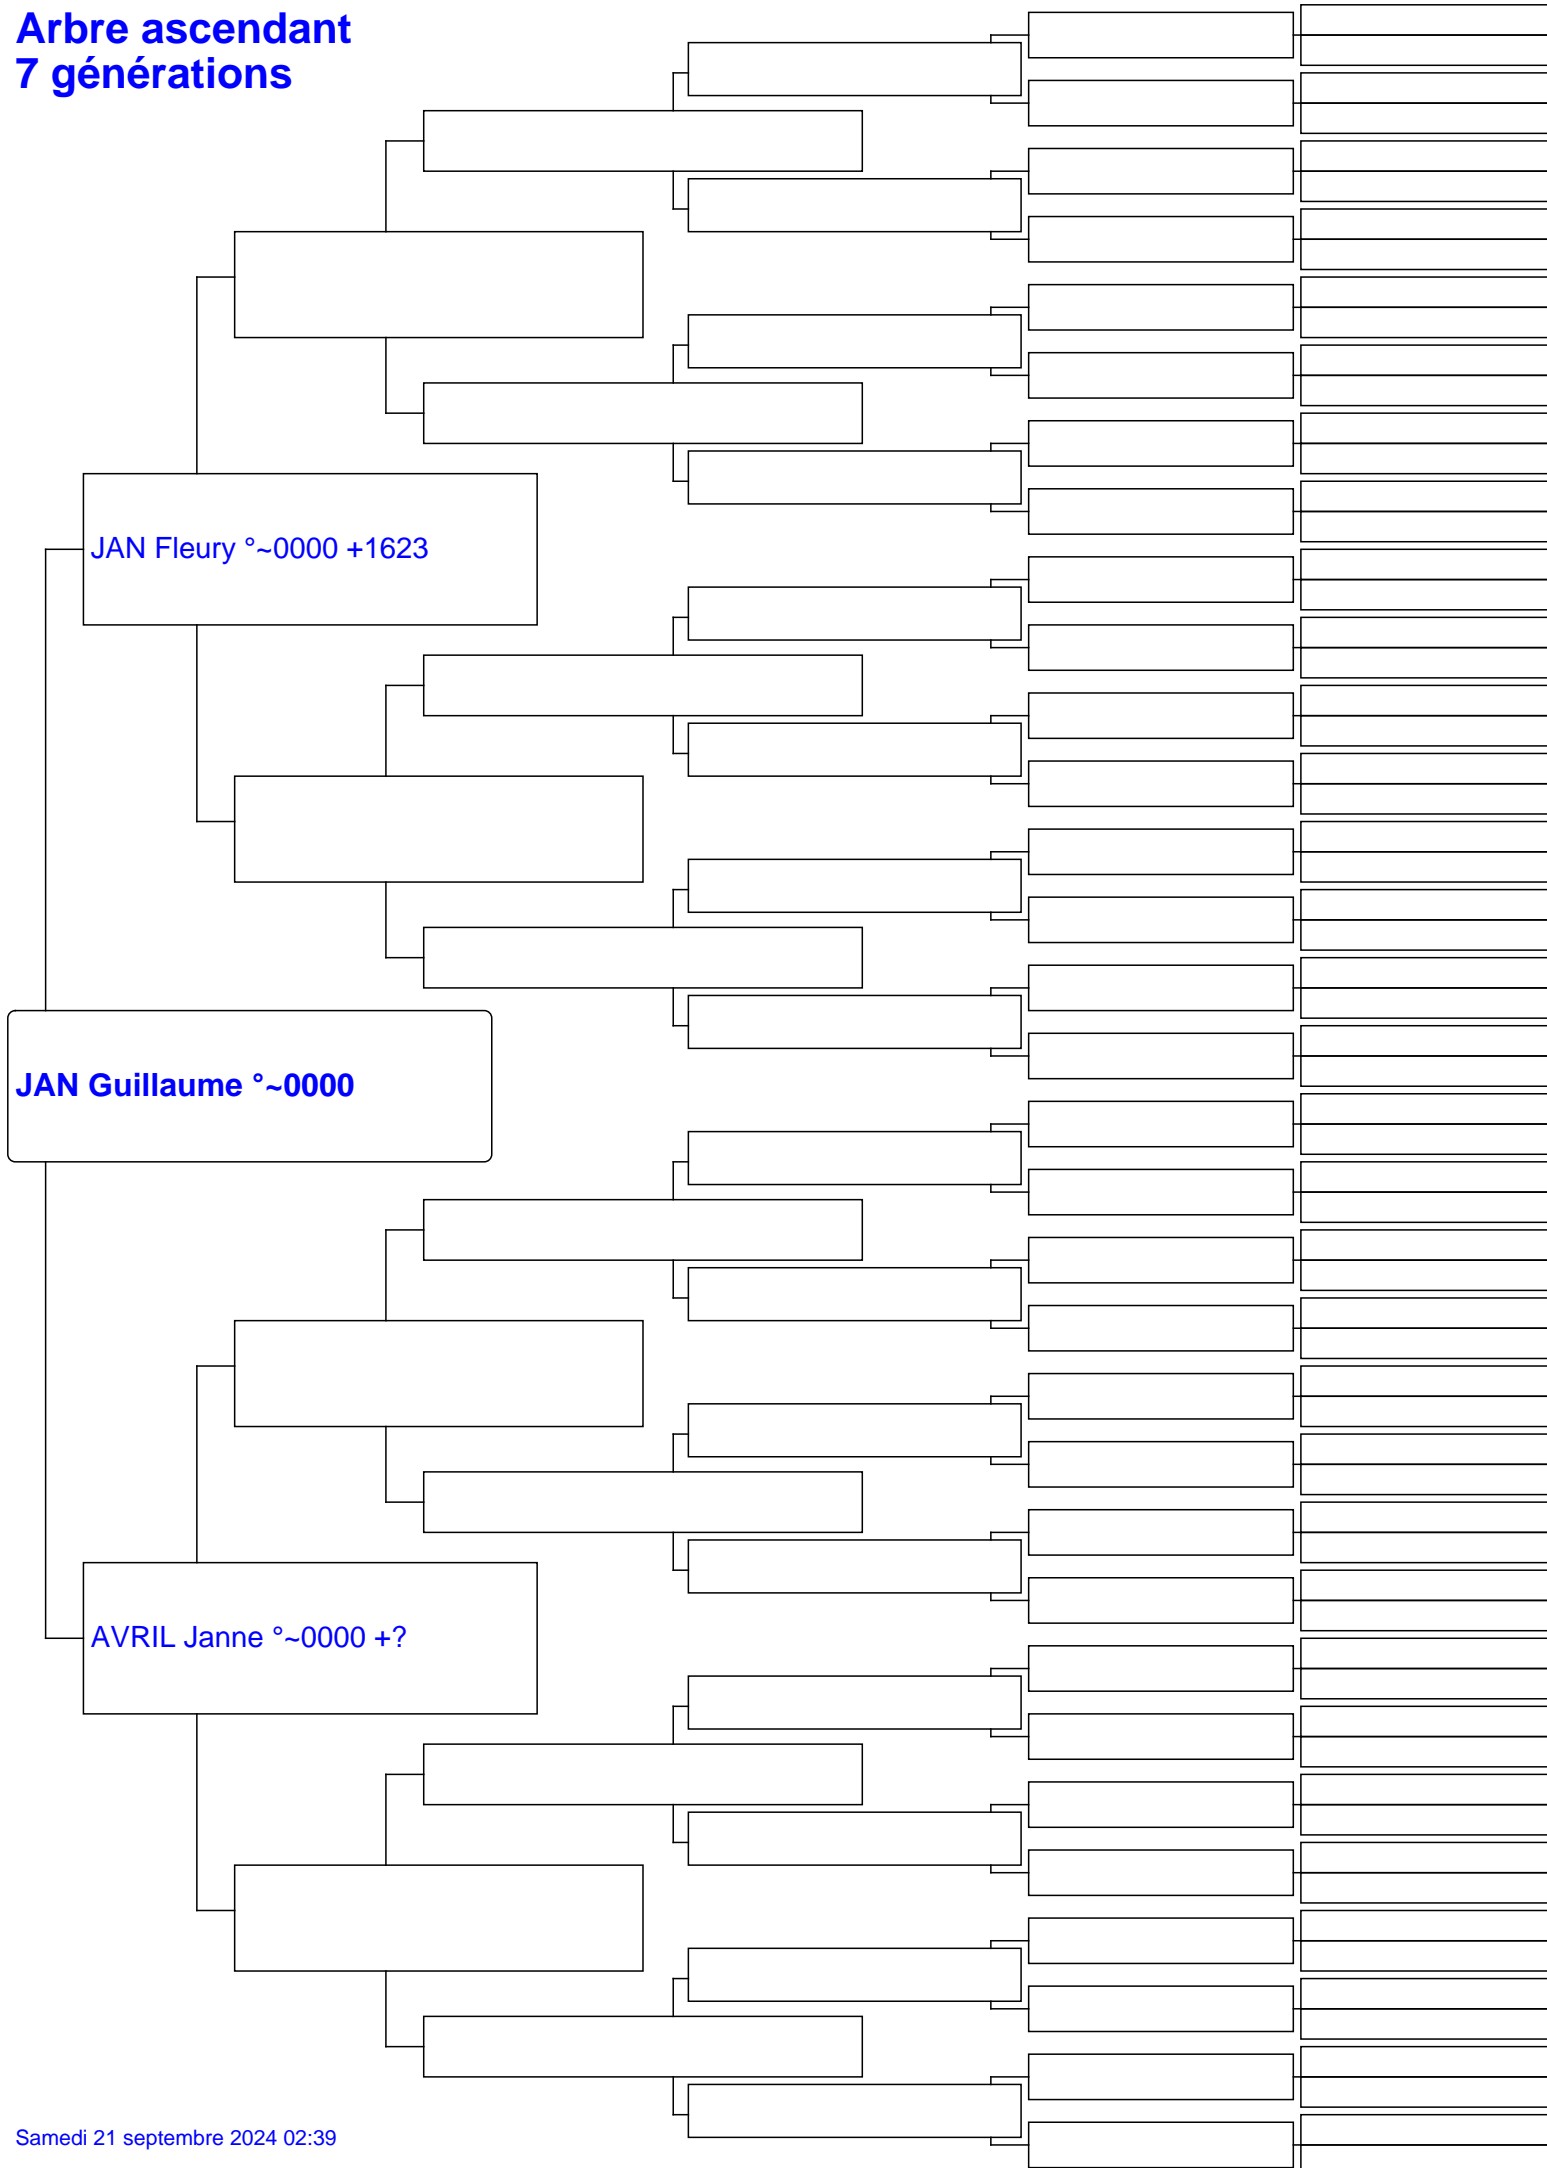 Arbre ascendant
7 générations
JAN Fleury °~0000 +1623
JAN Guillaume °~0000
AVRIL Janne °~0000 +?
Samedi 21 septembre 2024 02:39